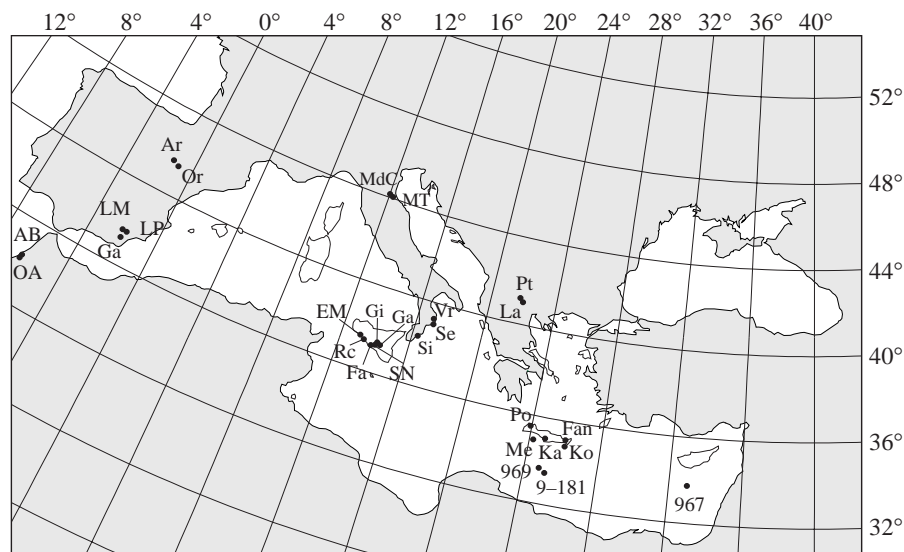 12° 8° 4° 0° 4° 8° 12° 16° 20° 24° 28° 32° 36° 40°
52°
48°
44°
40°
36°
32°
Ar
Or
LM
LP
Ga
AB
OA
MdC
MT
Pt
La
EM
Gi
Ga
Vr
Se
Si
Rc
Fa
SN
Po
Fan
Me
Ka
Ko
969
9–181
967